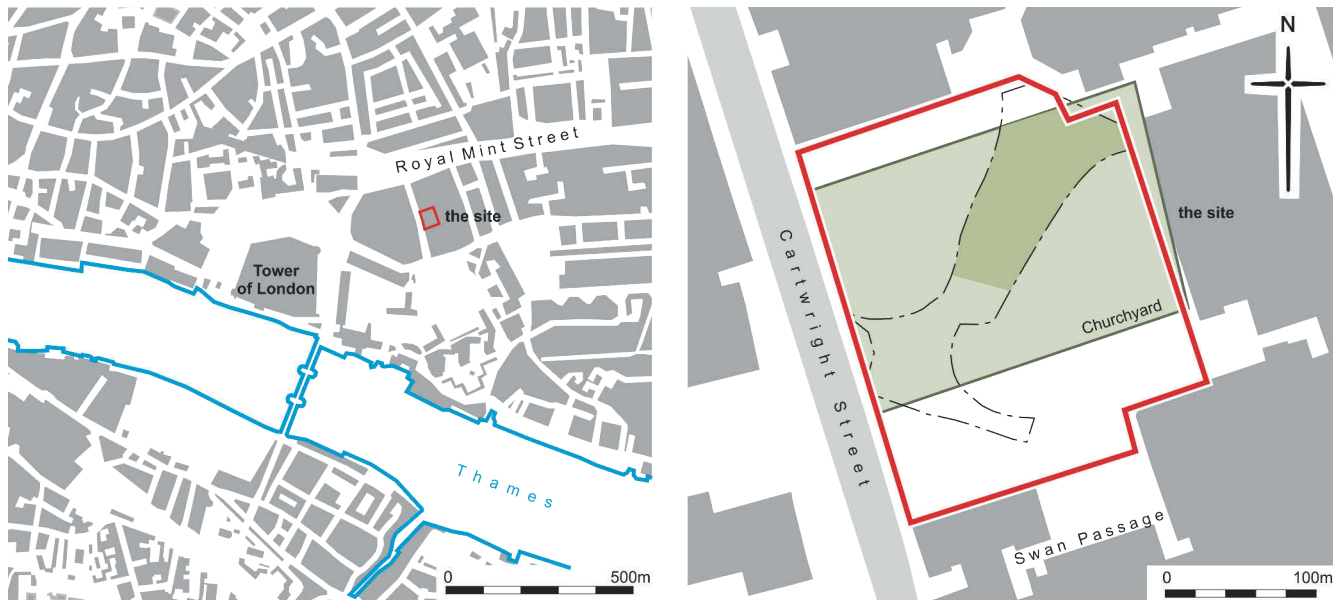 Royal Mint Street
the site
Tower
of London
Thames
0 500m
N
the site
Cartwright Street
Churchyard
Swan Passage
0 100m